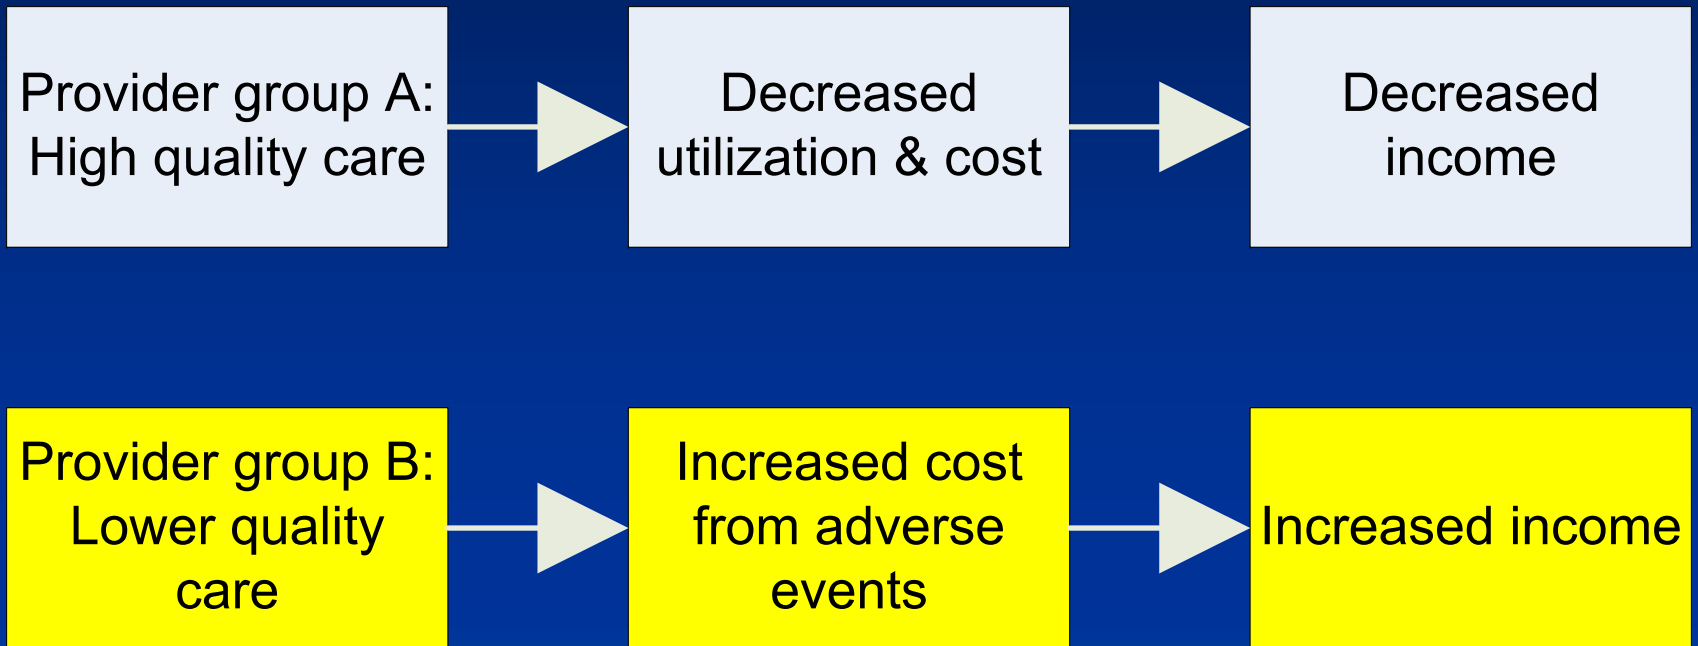 Provider group A:
High quality care
Decreased
utilization & cost
Decreased
income
Provider group B:
Lower quality
care
Increased cost
from adverse
events
Increased income